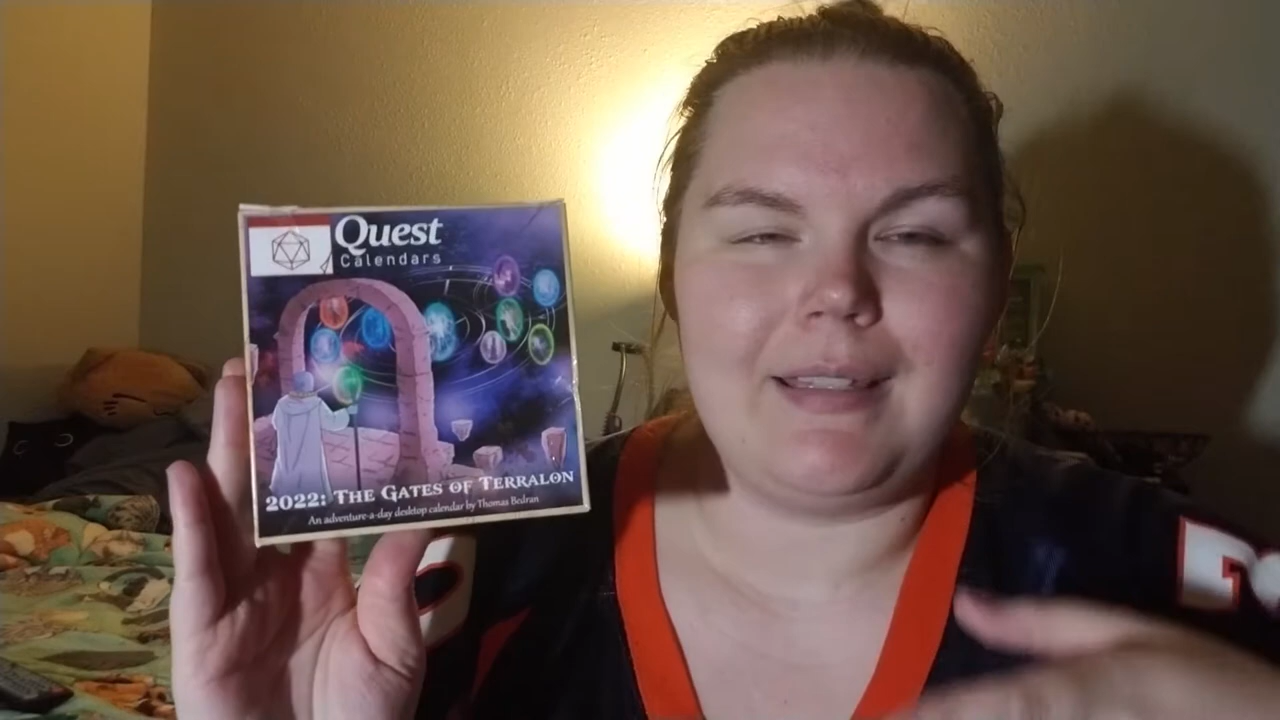 Quest
Calendars
2022: The Gates of Terralon
An adventure-a-day desktop calendar by Thomas Bedran